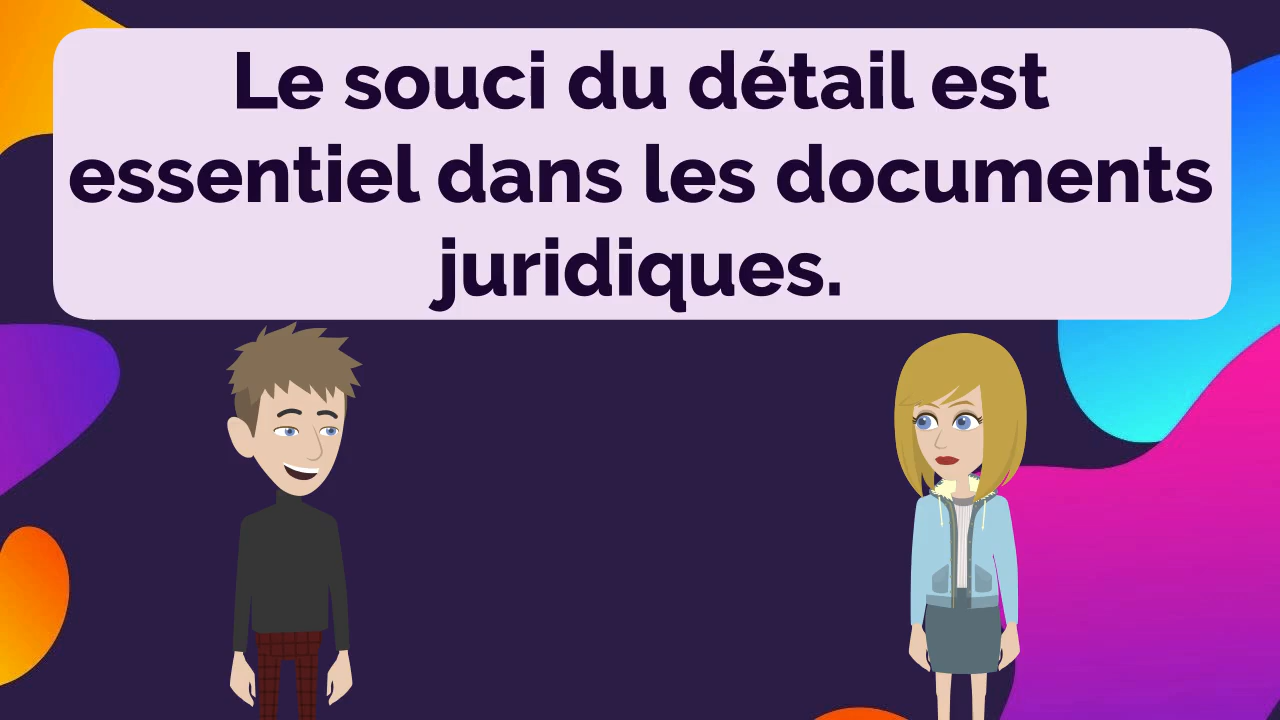 Le souci du détail est
essentiel dans les documents
juridiques.